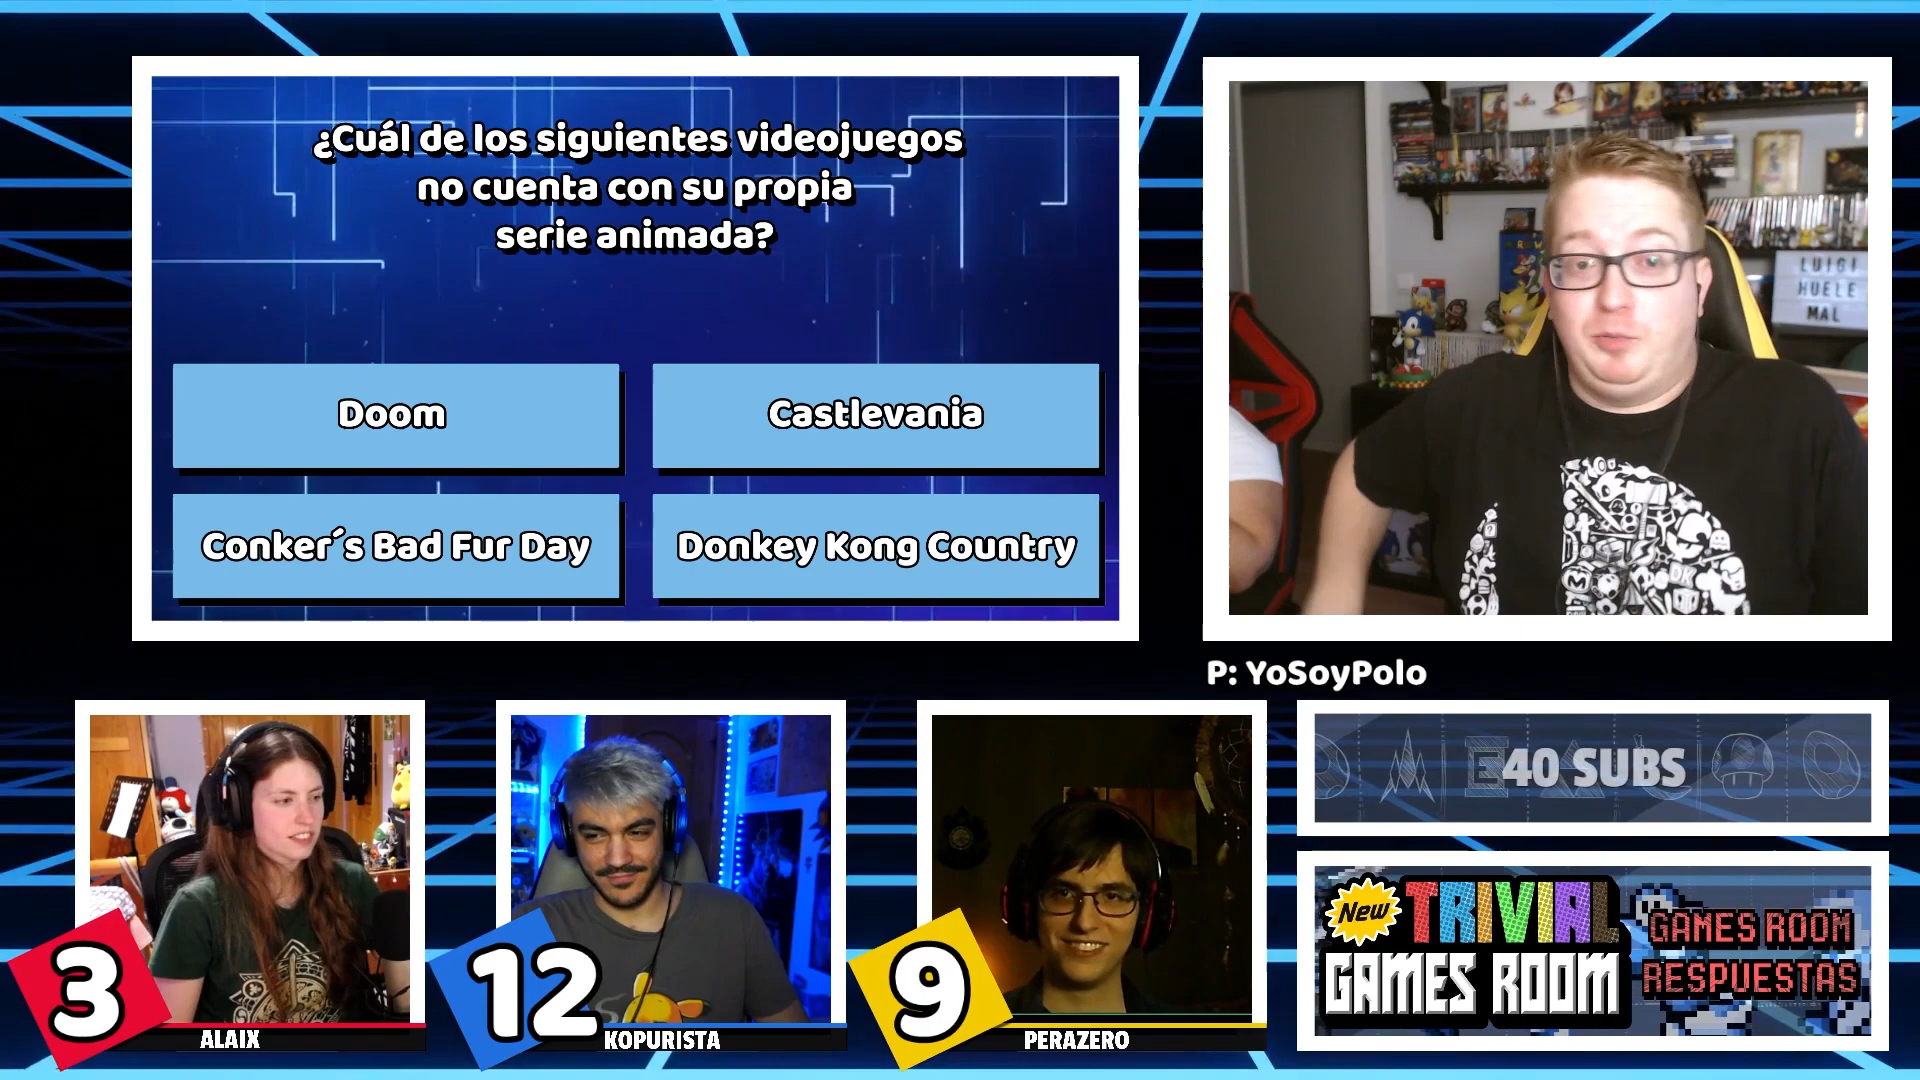 ¿Cuál de los siguientes videojuegos
no cuenta con su propia
serie animada?
Doom
Castlevania
Conker´s Bad Fur Day
Donkey Kong Country
LUIGI
HUELE
MAL
P: YoSoyPolo
40 SUBS
New TRIVIAL
GAMES ROOM
GAMES ROOM
RESPUESTAS
3
ALAIX
12
KOPURISTA
9
PERAZERO